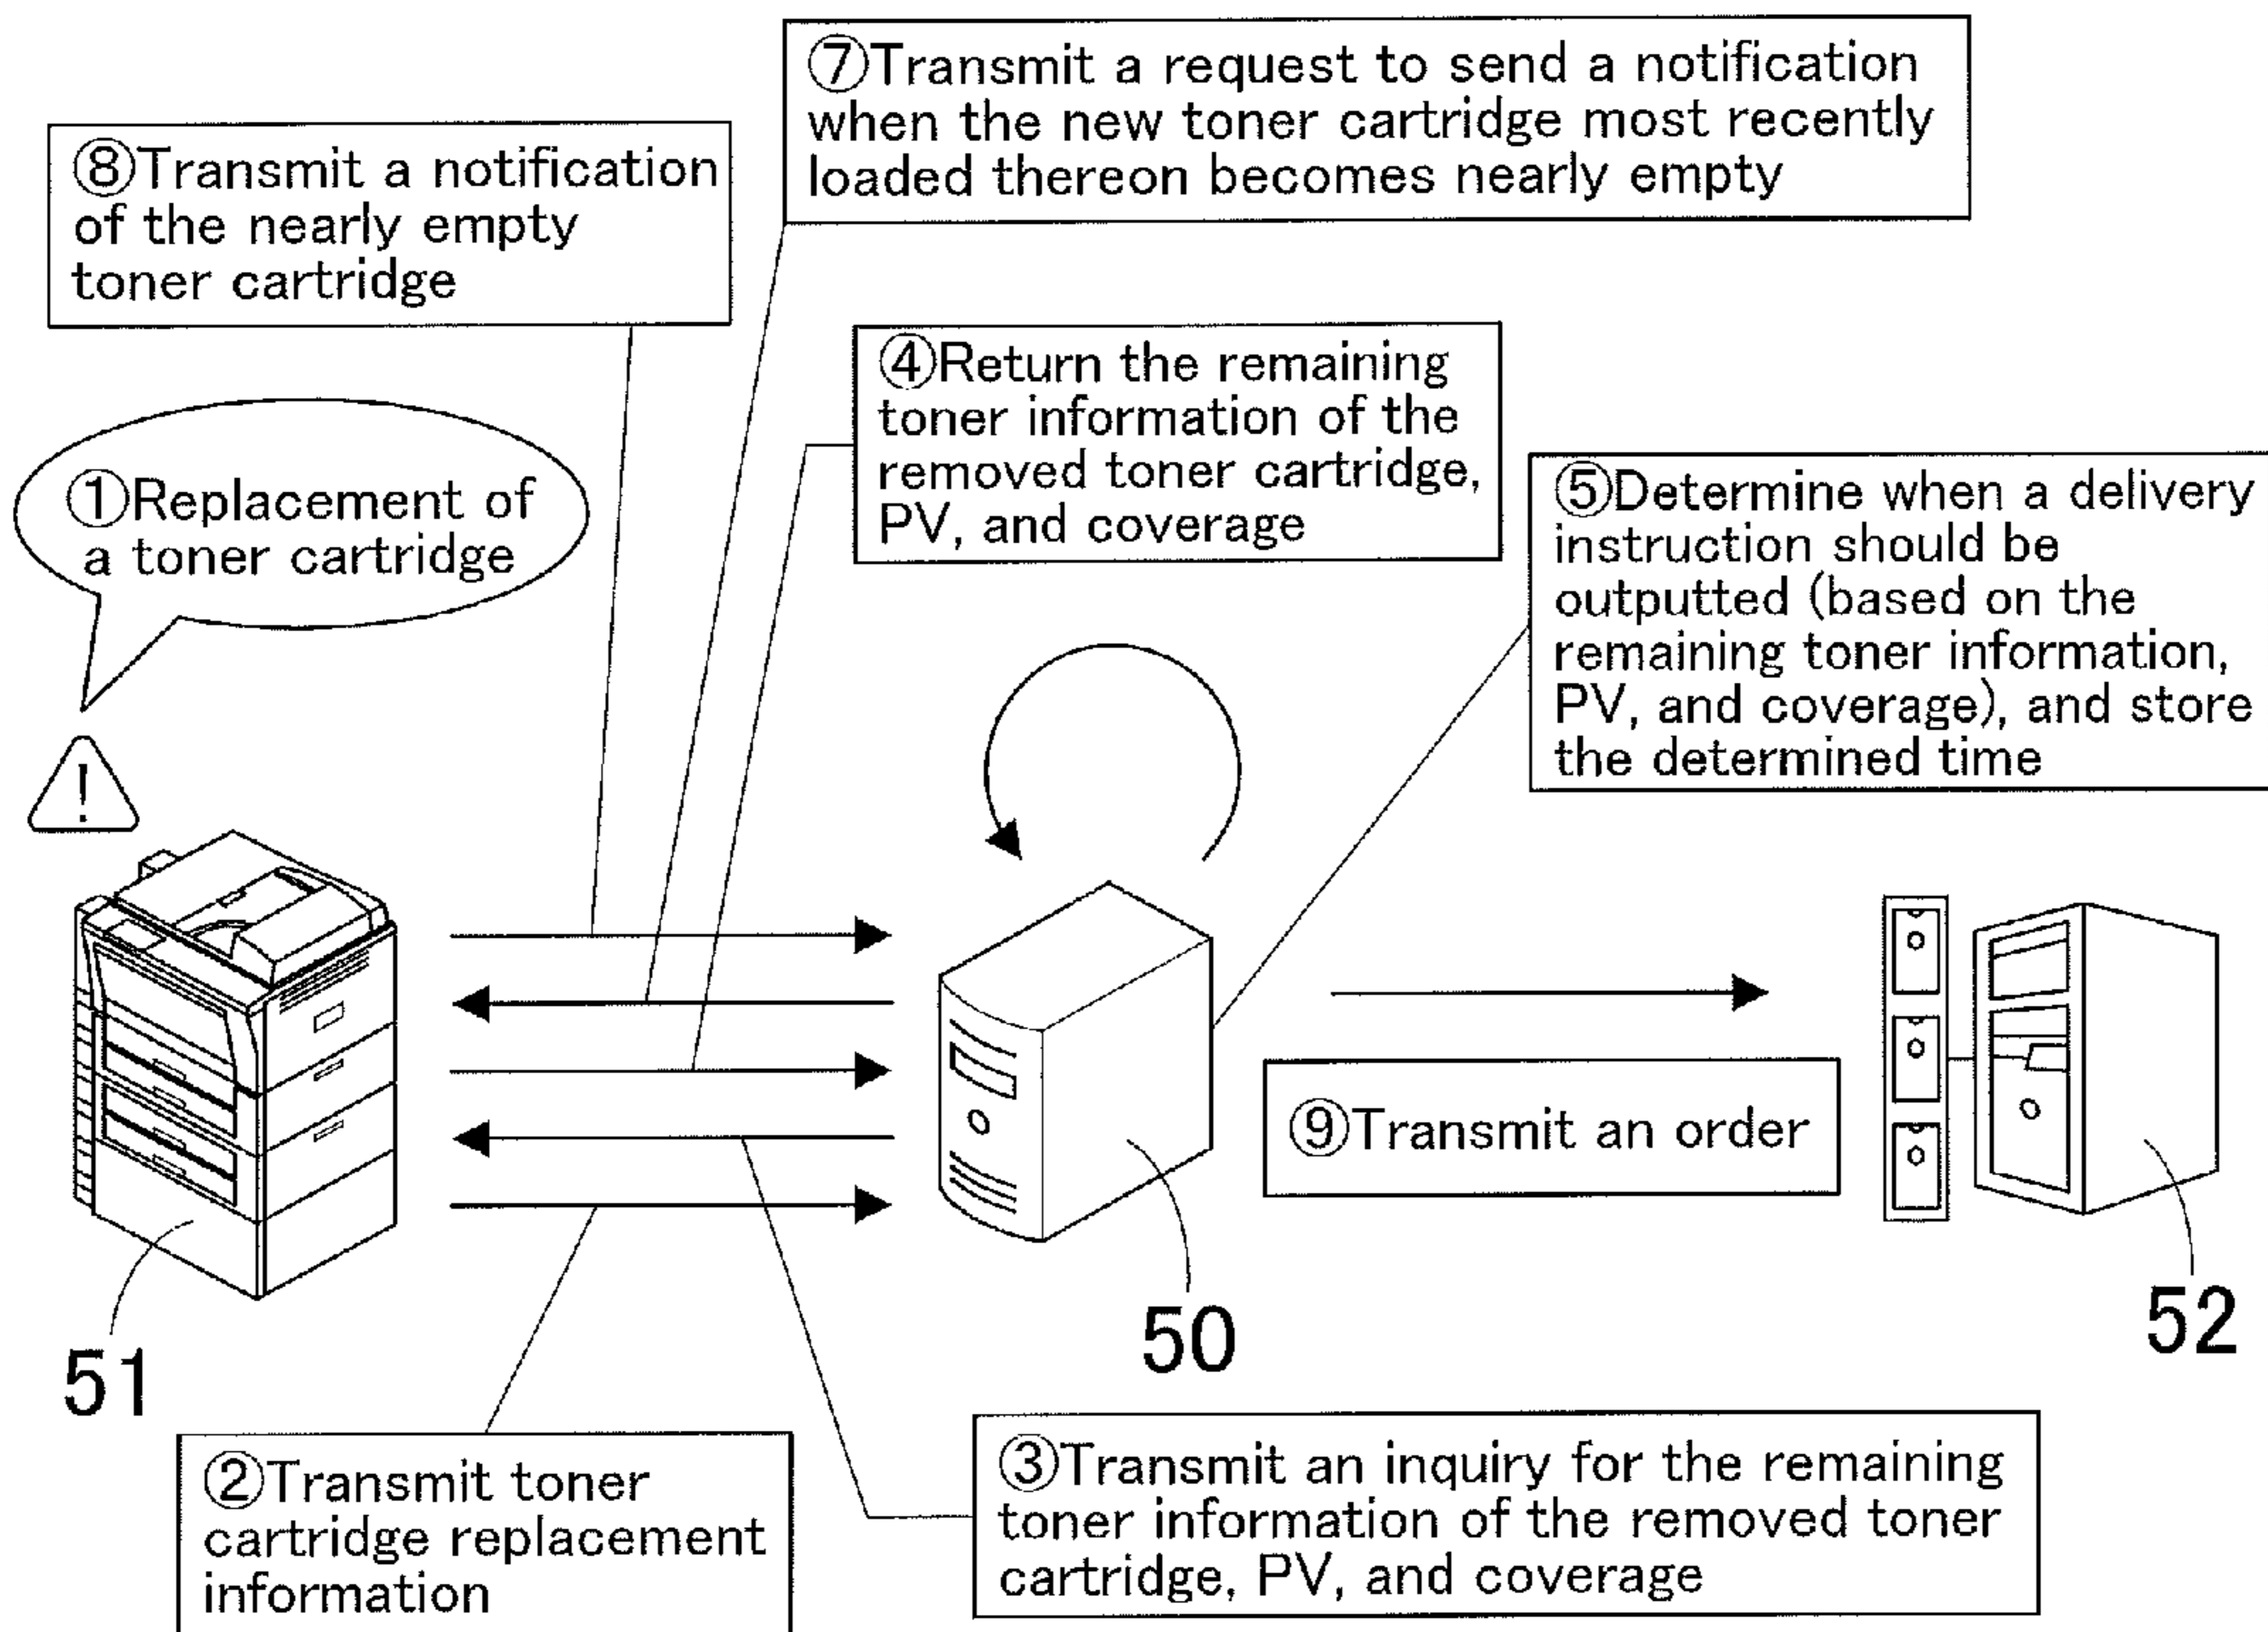 ⑦Transmit a request to send a notification
when the new toner cartridge most recently
loaded thereon becomes nearly empty
⑧Transmit a notification
of the nearly empty
toner cartridge
④Return the remaining
toner information of the
removed toner cartridge,
PV, and coverage
①Replacement of
a toner cartridge
⑤Determine when a delivery
instruction should be
outputted (based on the
remaining toner information,
PV, and coverage), and store
the determined time
!
⑨Transmit an order
51
50
52
②Transmit toner
cartridge replacement
information
③Transmit an inquiry for the remaining
toner information of the removed toner
cartridge, PV, and coverage